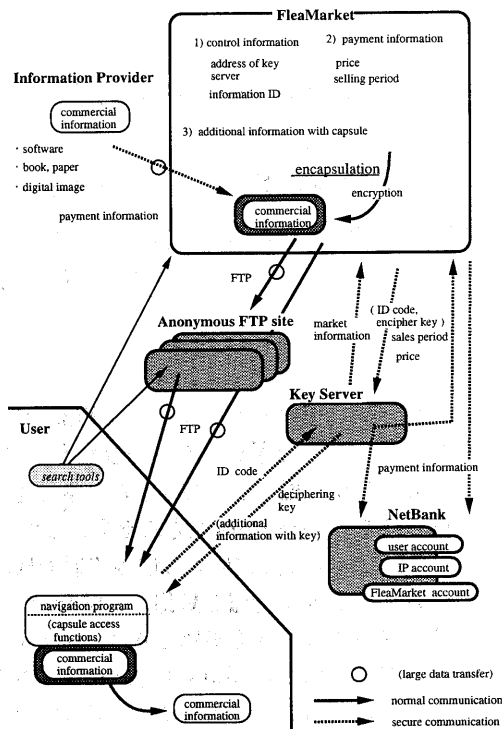 FleaMarket
1) control information
address of key
server
information ID
2) payment information
price
selling period
3) additional information with capsule
encapsulation
encryption
commercial
information
Information Provider
commercial
information
· software
· book, paper
· digital image
payment information
FTP
Anonymous FTP site
market
information
( ID code,
encipher key )
sales period
price
Key Server
User
FTP
search tools
ID code
deciphering
key
(additional
information with key)
payment information
NetBank
user account
IP account
FleaMarket account
navigation program
(capsule access
functions)
commercial
information
commercial
information
(large data transfer)
normal communication
secure communication